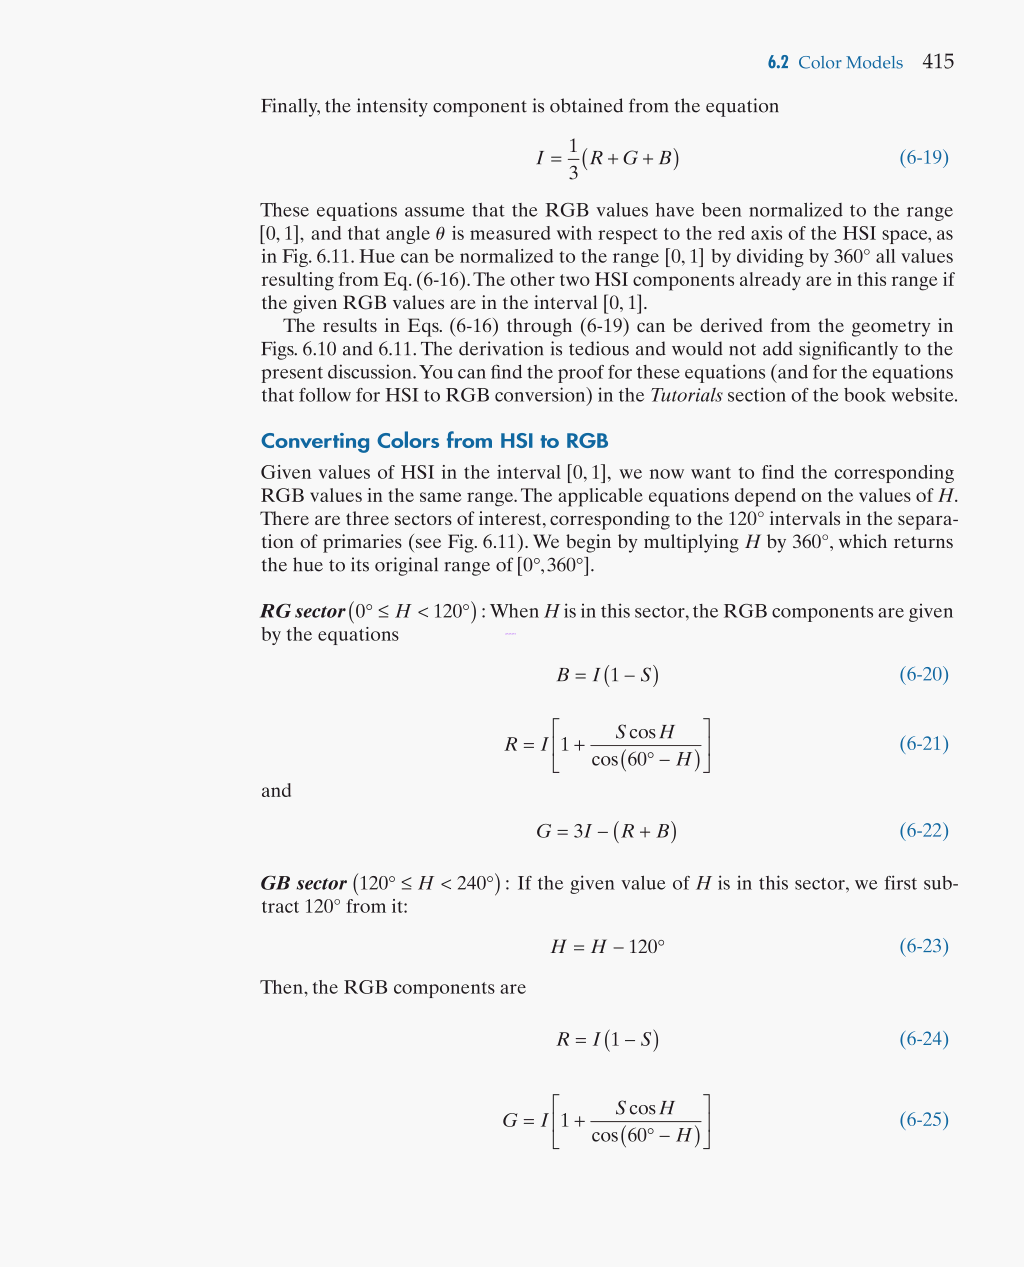 6.2 Color Models 415
Finally, the intensity component is obtained from the equation
I = 1/3 (R + G + B) (6-19)
These equations assume that the RGB values have been normalized to the range
[0, 1], and that angle θ is measured with respect to the red axis of the HSI space, as
in Fig. 6.11. Hue can be normalized to the range [0, 1] by dividing by 360° all values
resulting from Eq. (6-16). The other two HSI components already are in this range if
the given RGB values are in the interval [0, 1].
The results in Eqs. (6-16) through (6-19) can be derived from the geometry in
Figs. 6.10 and 6.11. The derivation is tedious and would not add significantly to the
present discussion. You can find the proof for these equations (and for the equations
that follow for HSI to RGB conversion) in the Tutorials section of the book website.
Converting Colors from HSI to RGB
Given values of HSI in the interval [0, 1], we now want to find the corresponding
RGB values in the same range. The applicable equations depend on the values of H.
There are three sectors of interest, corresponding to the 120° intervals in the separa-
tion of primaries (see Fig. 6.11). We begin by multiplying H by 360°, which returns
the hue to its original range of [0°, 360°].
RG sector (0° ≤ H < 120°) : When H is in this sector, the RGB components are given
by the equations
B = I (1 − S) (6-20)
R = I [1 + S cos H / cos(60° − H)] (6-21)
and
G = 3I − (R + B) (6-22)
GB sector (120° ≤ H < 240°) : If the given value of H is in this sector, we first sub-
tract 120° from it:
H = H − 120° (6-23)
Then, the RGB components are
R = I (1 − S) (6-24)
G = I [1 + S cos H / cos(60° − H)] (6-25)